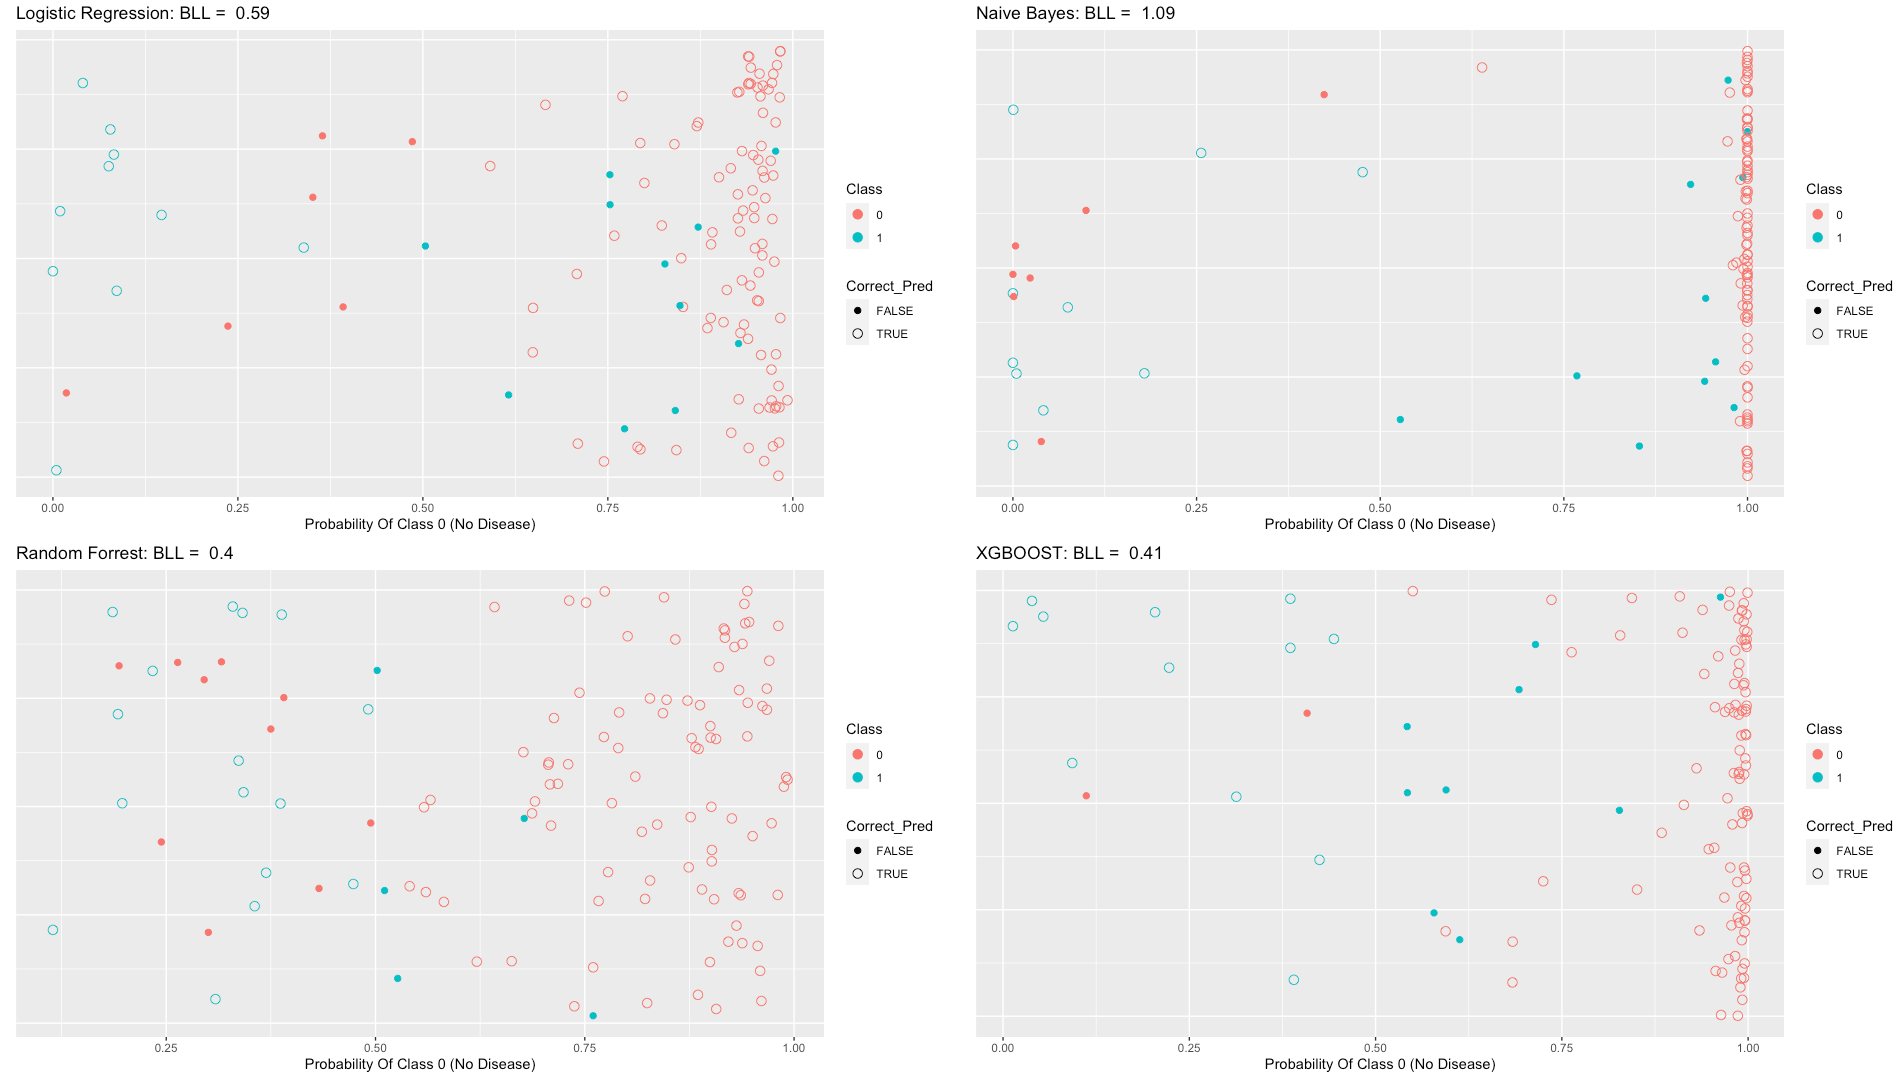 Logistic Regression: BLL =  0.59
0.00 0.25 0.50 0.75 1.00
Probability Of Class 0 (No Disease)
Class
0
1
Correct_Pred
FALSE
TRUE
Naive Bayes: BLL =  1.09
0.00 0.25 0.50 0.75 1.00
Probability Of Class 0 (No Disease)
Class
0
1
Correct_Pred
FALSE
TRUE
Random Forrest: BLL =  0.4
0.25 0.50 0.75 1.00
Probability Of Class 0 (No Disease)
Class
0
1
Correct_Pred
FALSE
TRUE
XGBOOST: BLL =  0.41
0.00 0.25 0.50 0.75 1.00
Probability Of Class 0 (No Disease)
Class
0
1
Correct_Pred
FALSE
TRUE